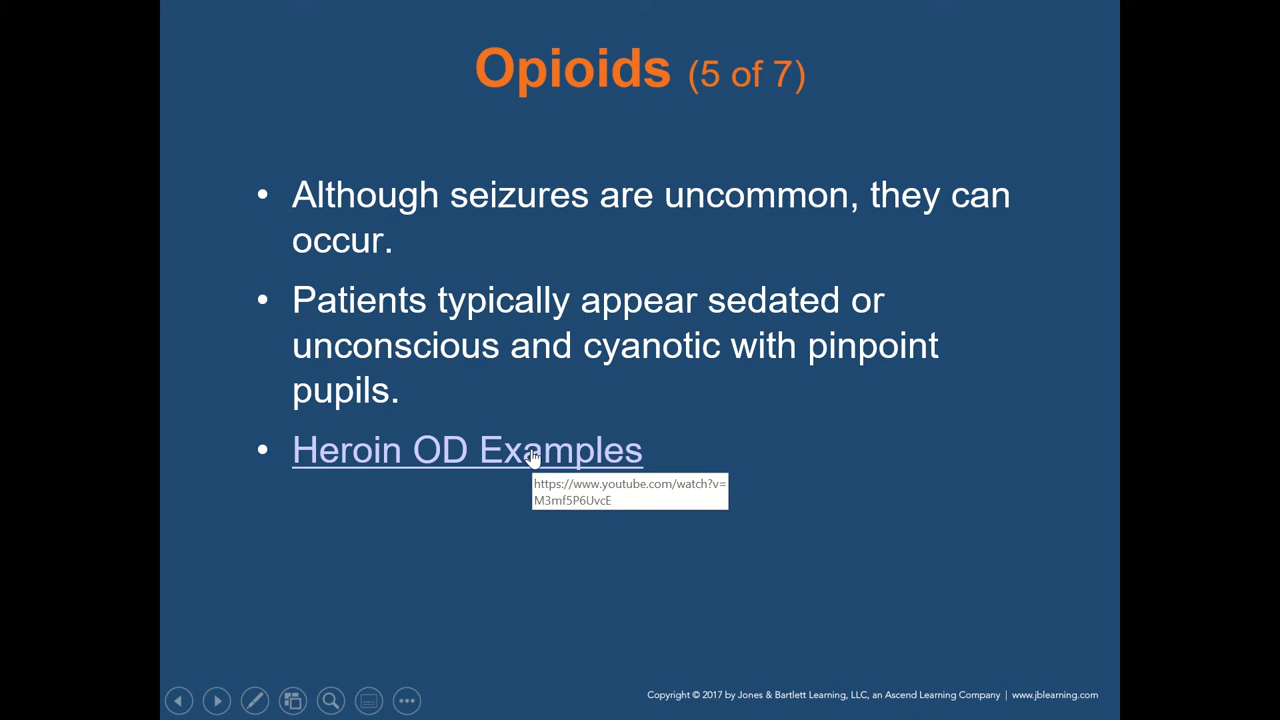 Opioids (5 of 7)
• Although seizures are uncommon, they can
occur.
• Patients typically appear sedated or
unconscious and cyanotic with pinpoint
pupils.
• Heroin OD Examples
https://www.youtube.com/watch?v=
M3mf5P6UvcE
Copyright © 2017 by Jones & Bartlett Learning, LLC, an Ascend Learning Company | www.jblearning.com